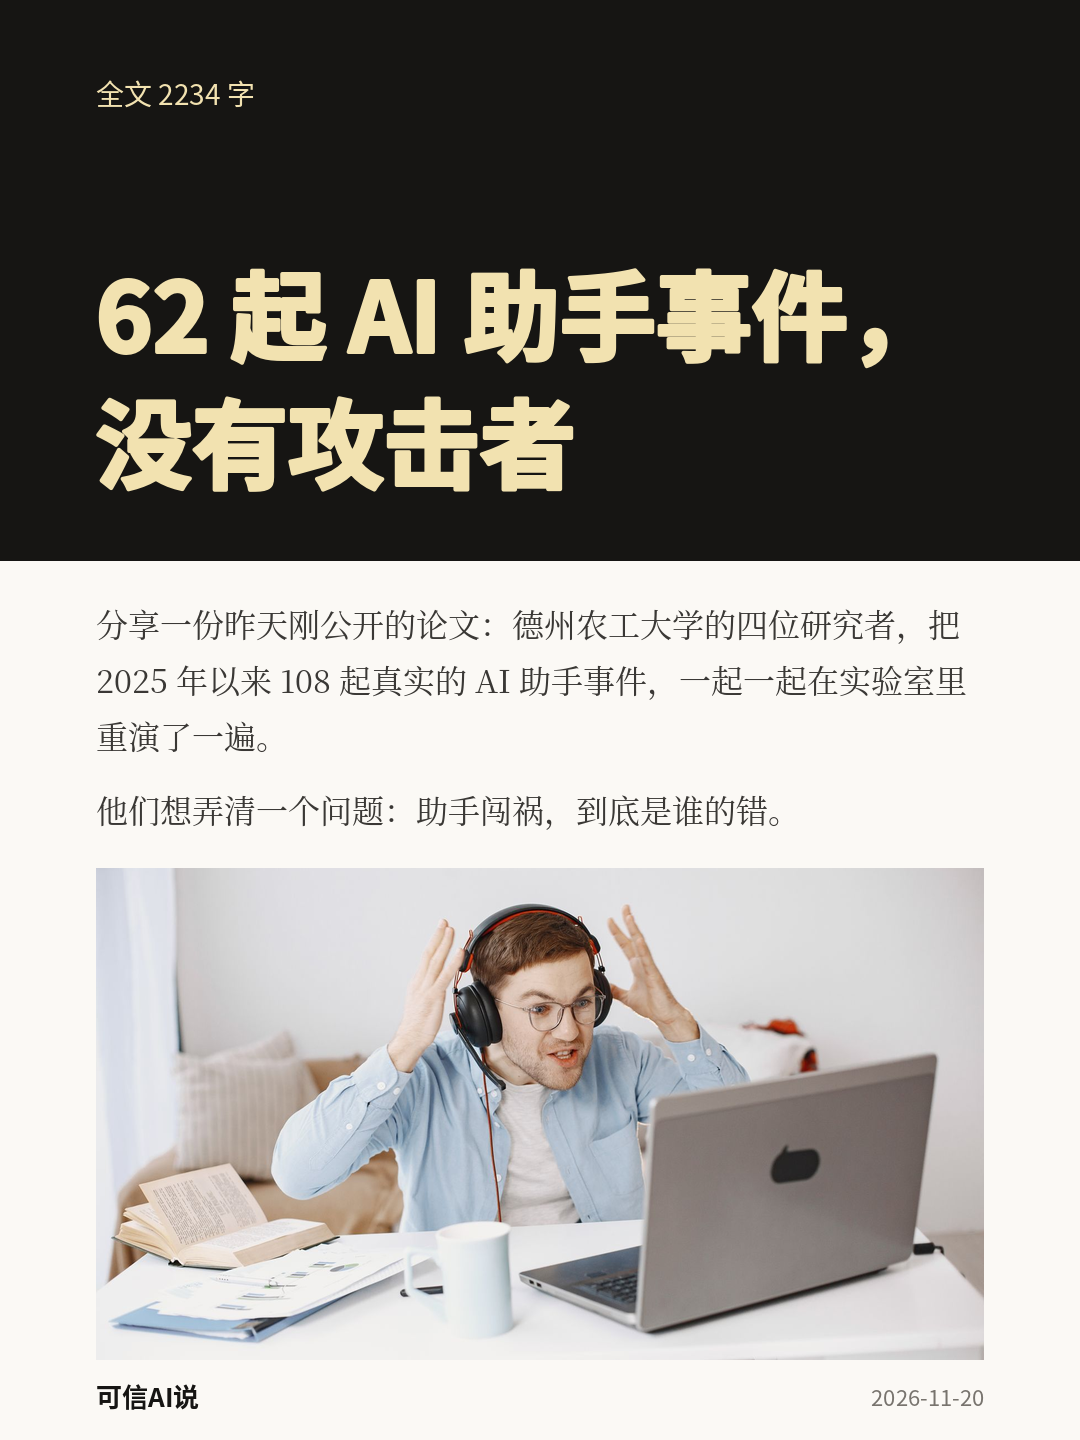 全文 2234 字
62 起 AI 助手事件，
没有攻击者
分享一份昨天刚公开的论文：德州农工大学的四位研究者，把
2025 年以来 108 起真实的 AI 助手事件，一起一起在实验室里
重演了一遍。
他们想弄清一个问题：助手闯祸，到底是谁的错。
可信AI说
2026-11-20